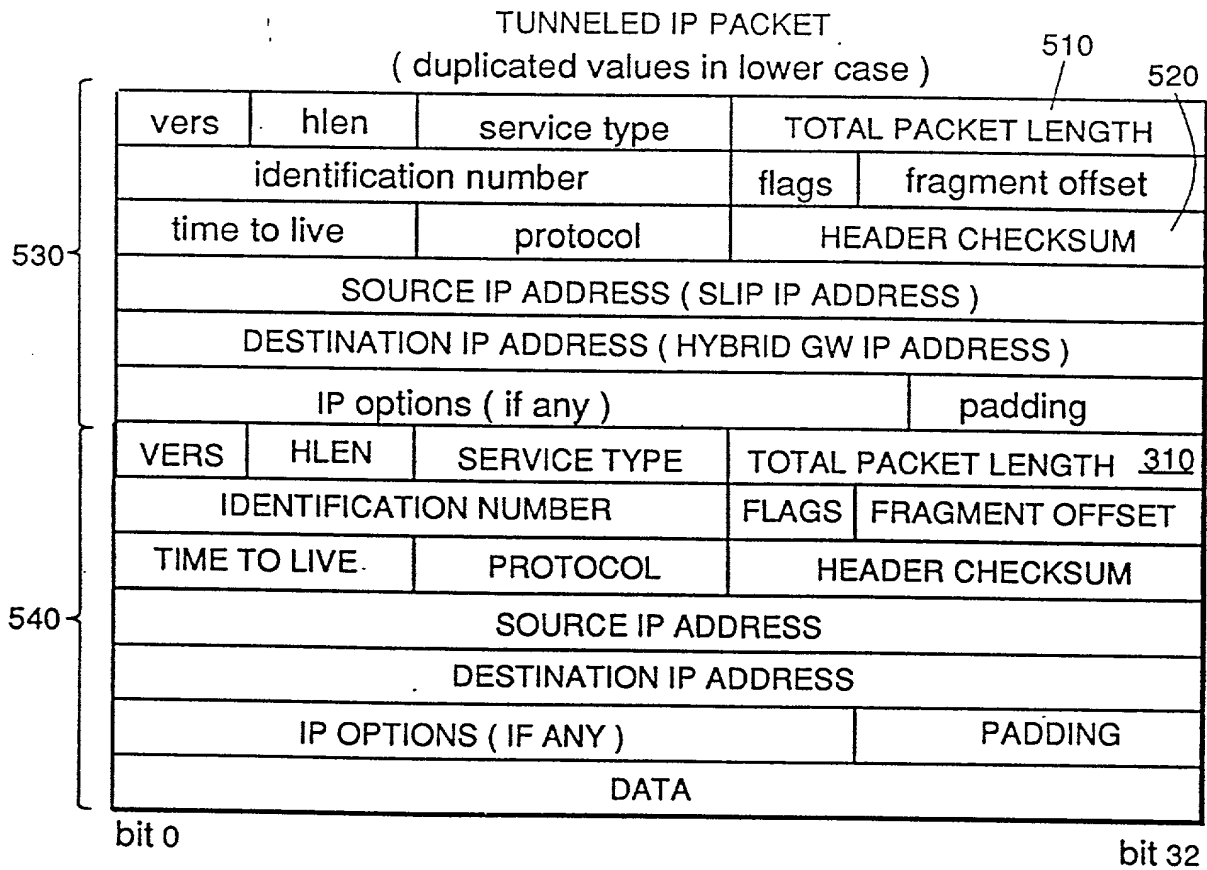 TUNNELED IP PACKET
( duplicated values in lower case )
510
520
vers hlen service type TOTAL PACKET LENGTH
identification number flags fragment offset
time to live protocol HEADER CHECKSUM
530
SOURCE IP ADDRESS ( SLIP IP ADDRESS )
DESTINATION IP ADDRESS ( HYBRID GW IP ADDRESS )
IP options ( if any ) padding
VERS HLEN SERVICE TYPE TOTAL PACKET LENGTH 310
IDENTIFICATION NUMBER FLAGS FRAGMENT OFFSET
TIME TO LIVE PROTOCOL HEADER CHECKSUM
540
SOURCE IP ADDRESS
DESTINATION IP ADDRESS
IP OPTIONS ( IF ANY ) PADDING
DATA
bit 0 bit 32